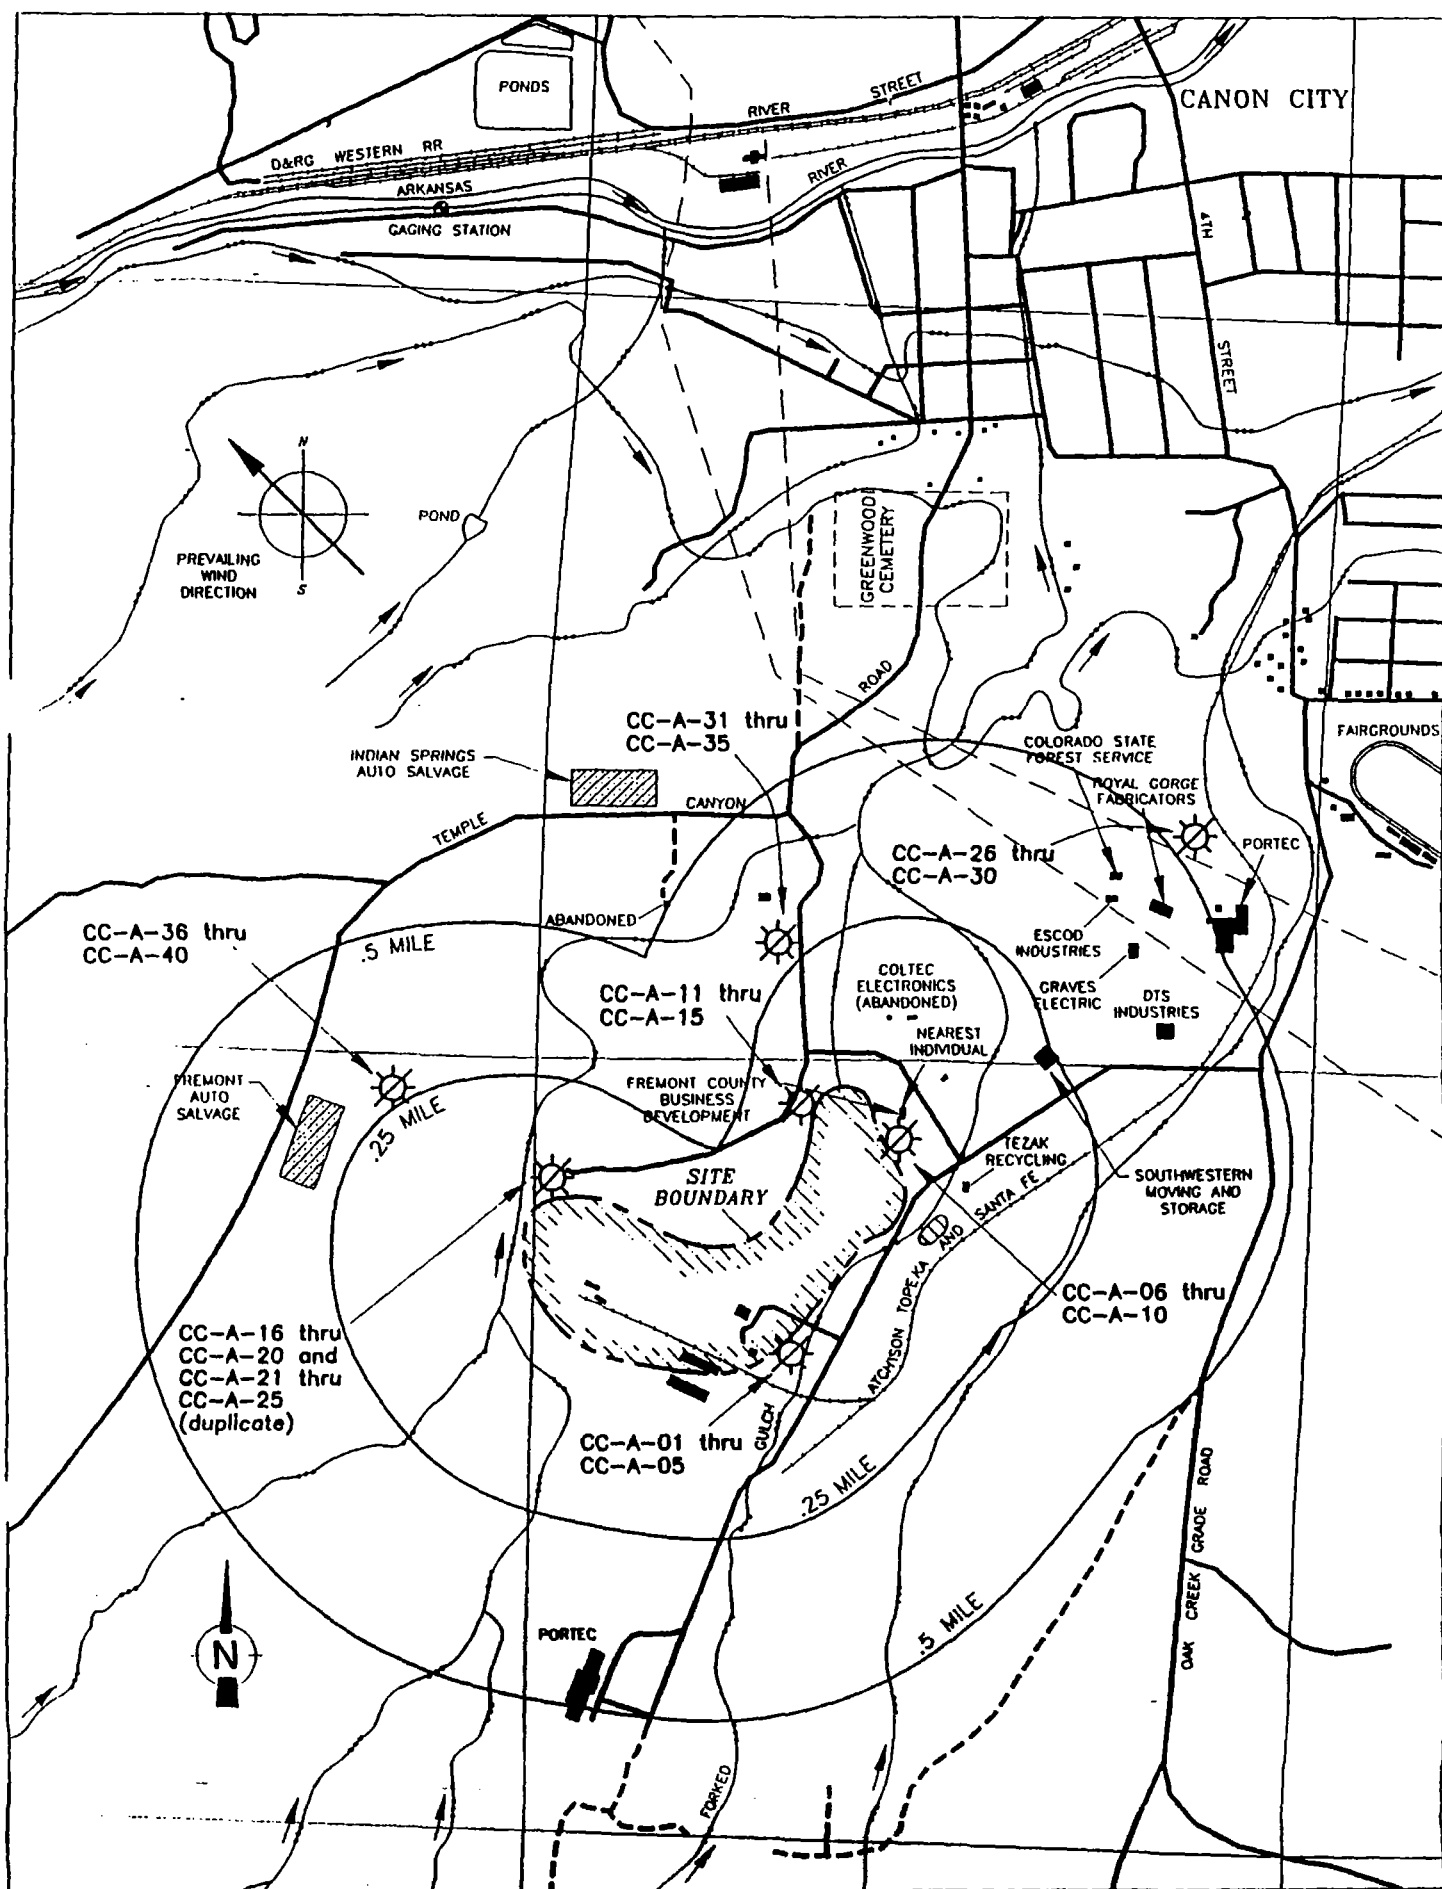 PONDS
RIVER
STREET
CANON CITY
D&RG WESTERN RR
ARKANSAS
RIVER
GAGING STATION
4TH
STREET
N
S
PREVAILING
WIND
DIRECTION
POND
GREENWOOD
CEMETERY
ROAD
CC-A-31 thru
CC-A-35
INDIAN SPRINGS
AUTO SALVAGE
COLORADO STATE
FOREST SERVICE
FAIRGROUNDS
ROYAL GORGE
FABRICATORS
TEMPLE
CANYON
CC-A-26 thru
CC-A-30
PORTEC
ABANDONED
CC-A-36 thru
CC-A-40
.5 MILE
ESCOD
INDUSTRIES
COLTEC
ELECTRONICS
(ABANDONED)
GRAVES
ELECTRIC
DTS
INDUSTRIES
CC-A-11 thru
CC-A-15
NEAREST
INDIVIDUAL
FREMONT
AUTO
SALVAGE
.25 MILE
FREMONT COUNTY
BUSINESS
DEVELOPMENT
TEZAK
RECYCLING
SITE
BOUNDARY
SOUTHWESTERN
MOVING AND
STORAGE
ATCHISON TOPEKA AND SANTA FE
CC-A-06 thru
CC-A-10
CC-A-16 thru
CC-A-20 and
CC-A-21 thru
CC-A-25
(duplicate)
CC-A-01 thru
CC-A-05
GULCH
.25 MILE
OAK CREEK GRADE ROAD
.5 MILE
N
PORTEC
FORKED